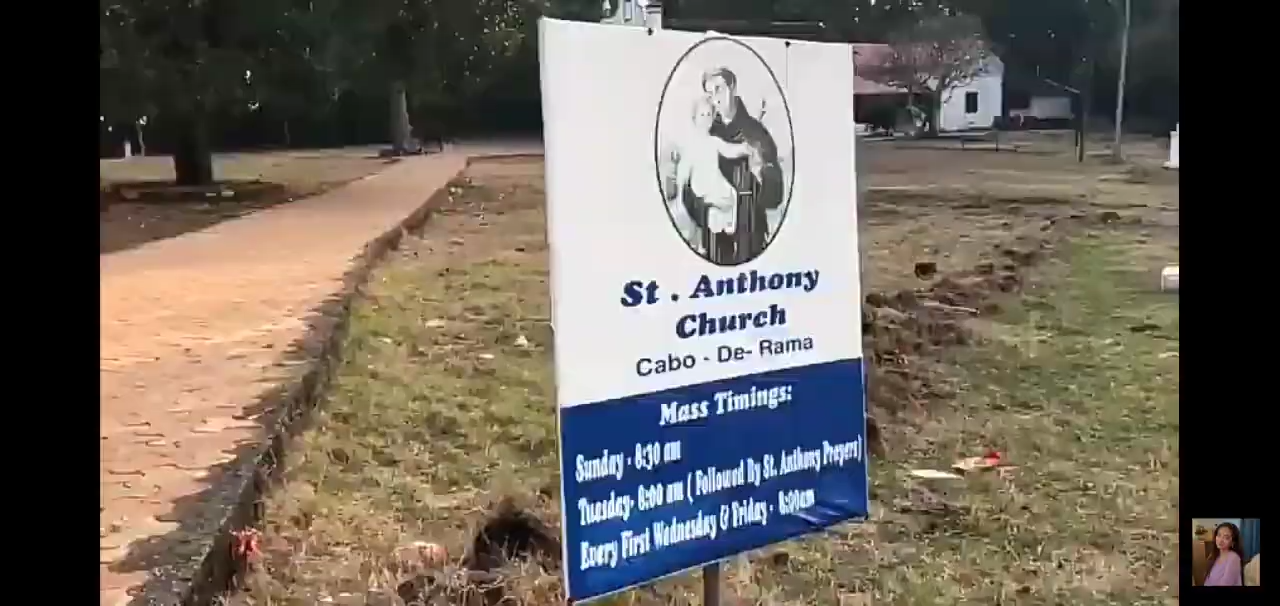 St . Anthony
Church
Cabo - De- Rama
Mass Timings:
Sunday - 8:30 am
Tuesday- 8:00 am ( Followed By St. Anthony Prayers)
Every First Wednesday & Friday - 8:00am